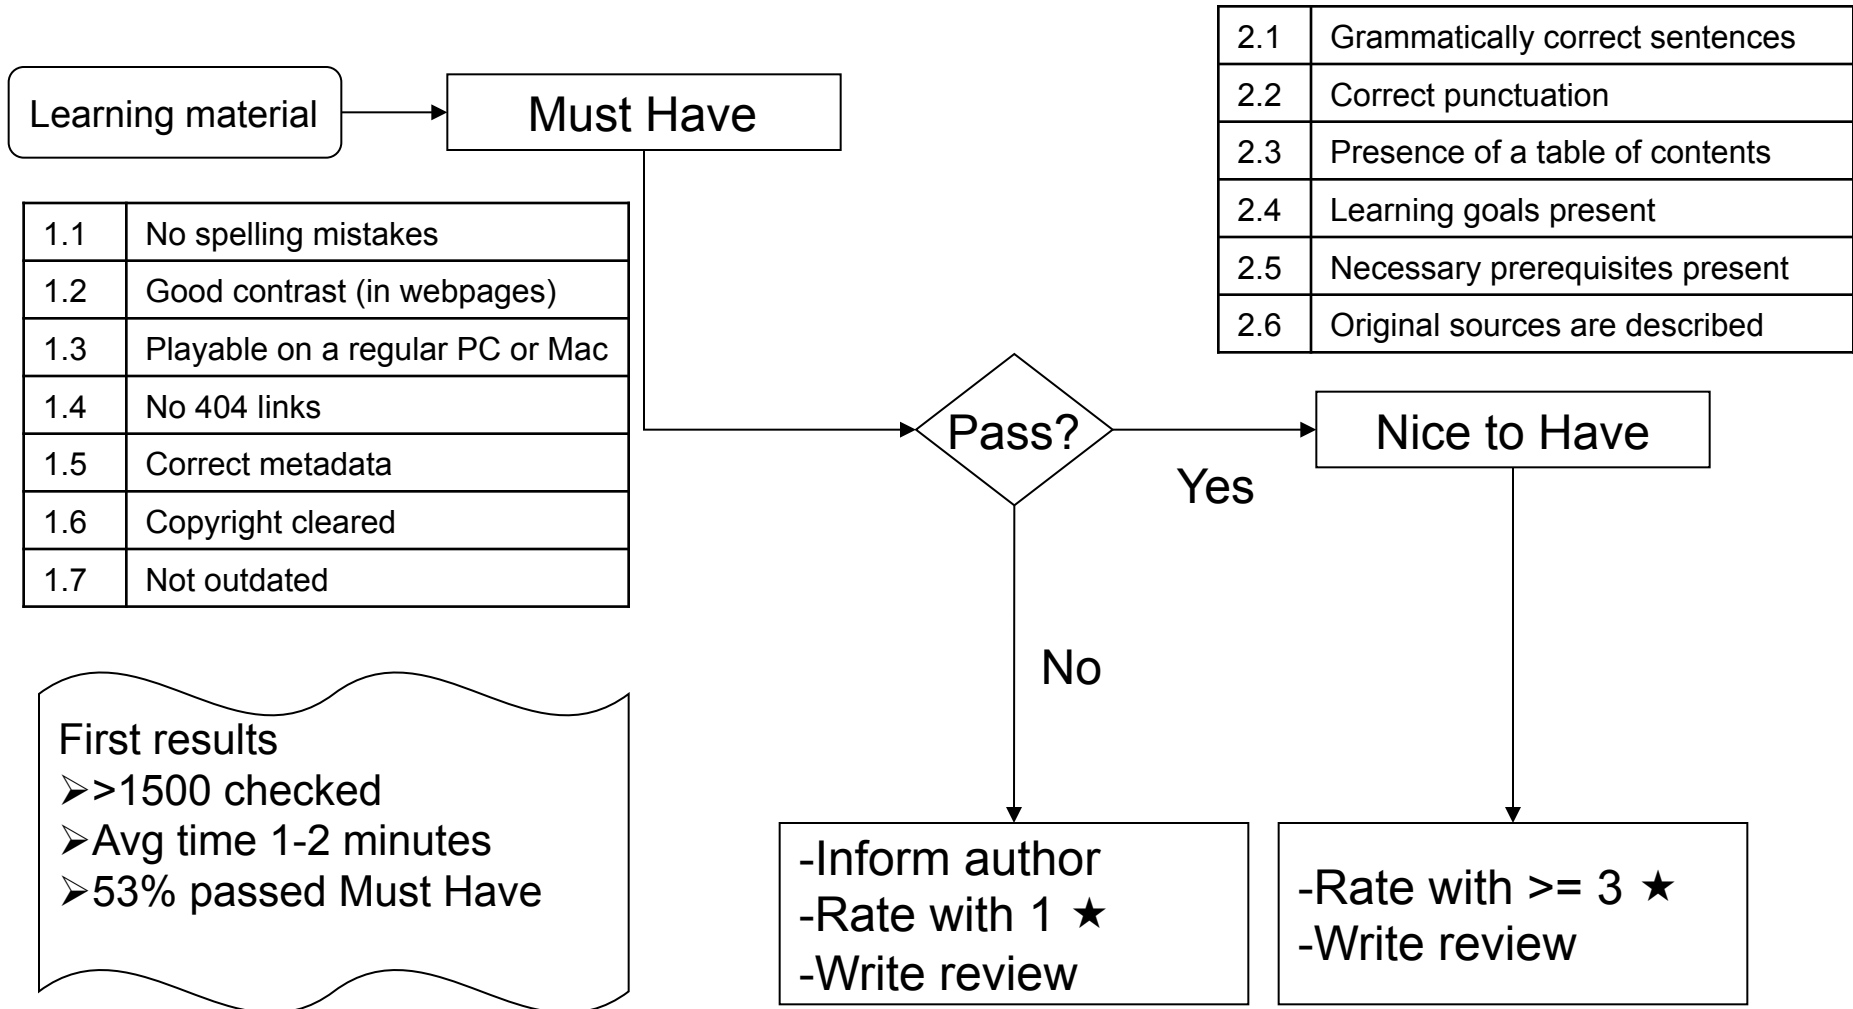 Learning material
Must Have
1.1 No spelling mistakes
1.2 Good contrast (in webpages)
1.3 Playable on a regular PC or Mac
1.4 No 404 links
1.5 Correct metadata
1.6 Copyright cleared
1.7 Not outdated
2.1 Grammatically correct sentences
2.2 Correct punctuation
2.3 Presence of a table of contents
2.4 Learning goals present
2.5 Necessary prerequisites present
2.6 Original sources are described
Pass?
Yes
Nice to Have
No
First results
➢>1500 checked
➢Avg time 1-2 minutes
➢53% passed Must Have
-Inform author
-Rate with 1 ★
-Write review
-Rate with >= 3 ★
-Write review